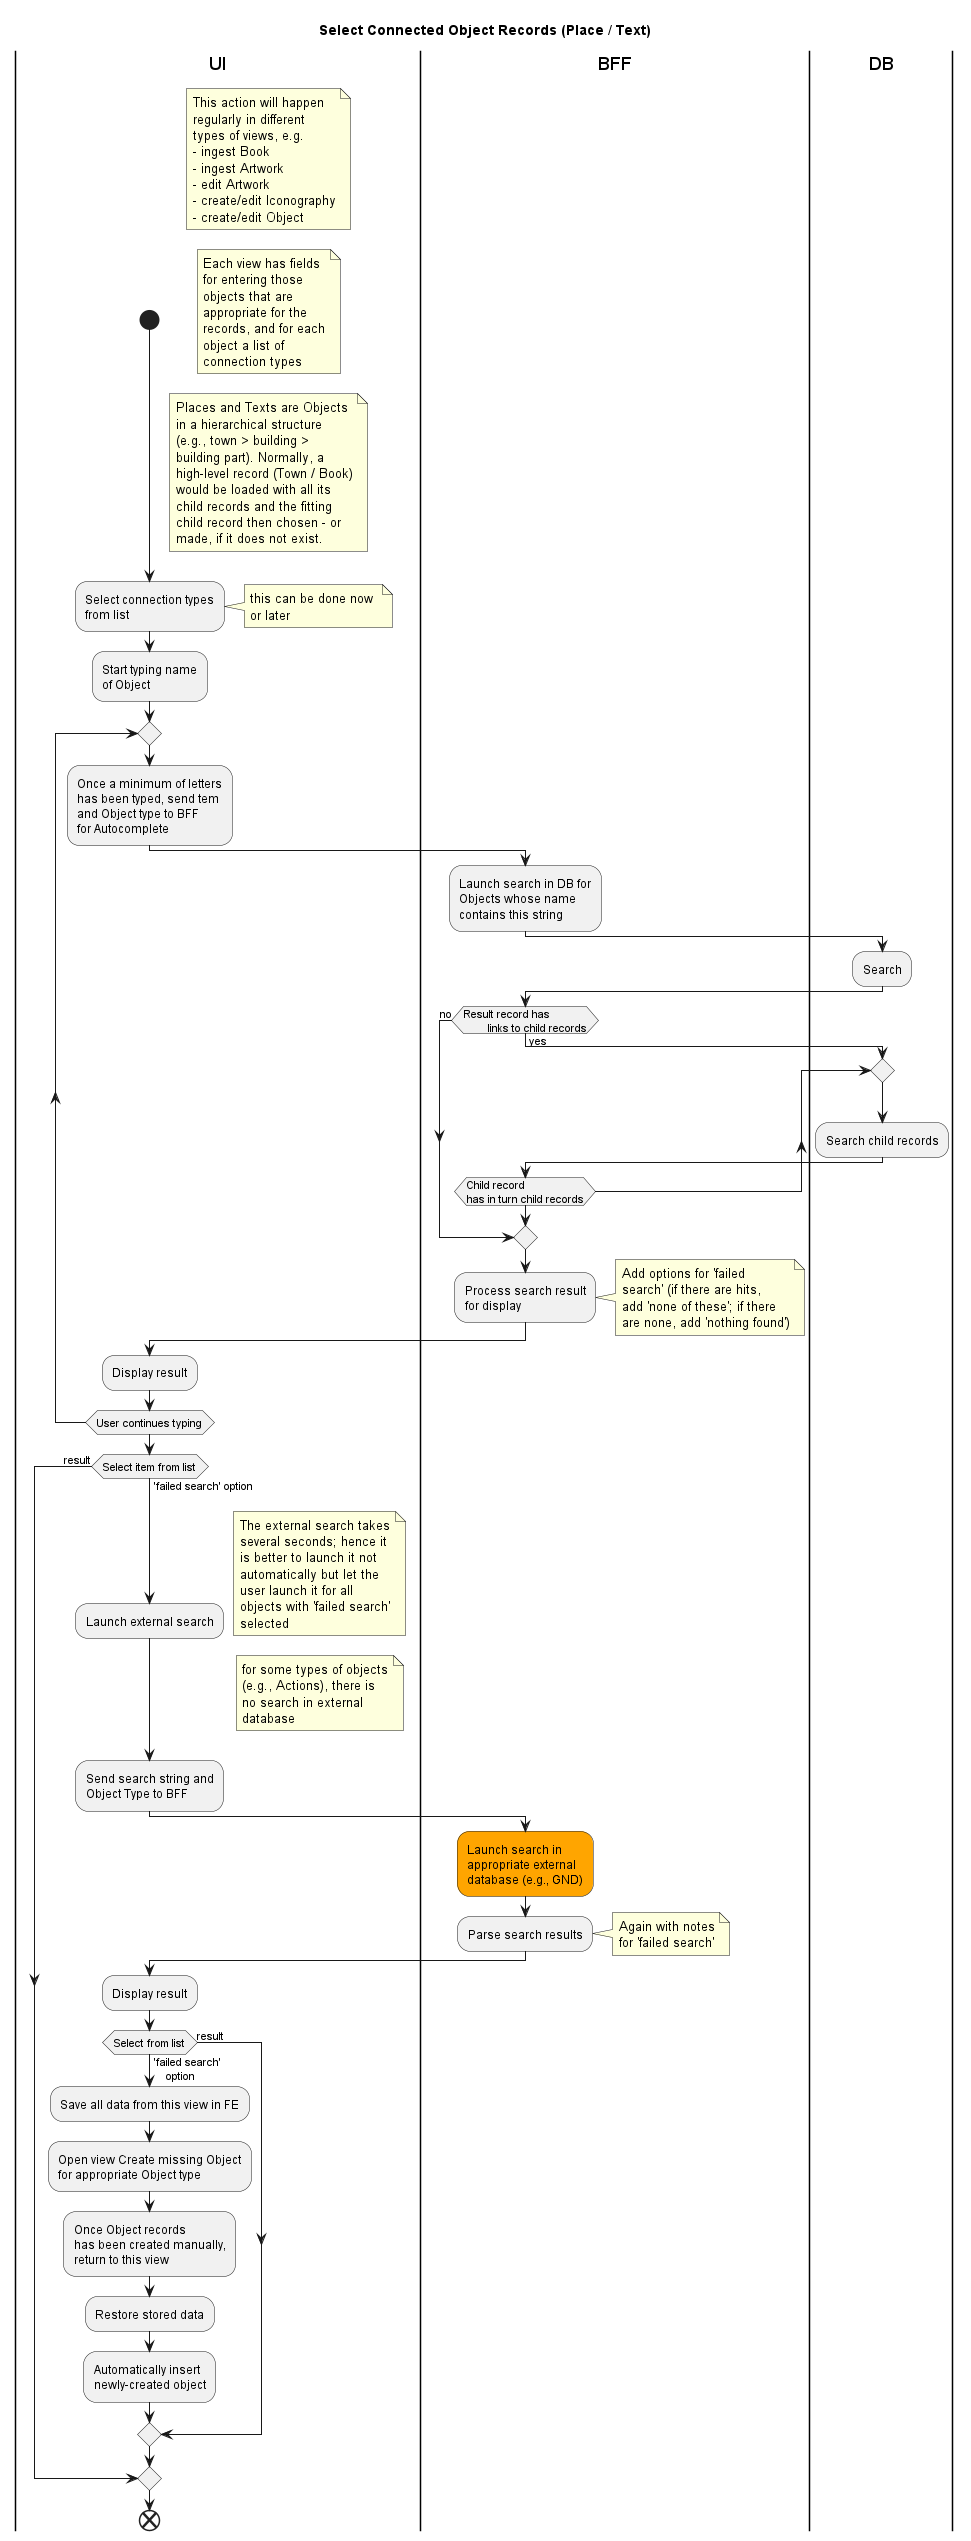 Select Connected Object Records (Place / Text)
UI
BFF
DB
This action will happen
regularly in different
types of views, e.g.
- ingest Book
- ingest Artwork
- edit Artwork
- create/edit Iconography
- create/edit Object
Each view has fields
for entering those
objects that are
appropriate for the
records, and for each
object a list of
connection types
Places and Texts are Objects
in a hierarchical structure
(e.g., town > building >
building part). Normally, a
high-level record (Town / Book)
would be loaded with all its
child records and the fitting
child record then chosen - or
made, if it does not exist.
Select connection types
from list
this can be done now
or later
Start typing name
of Object
Once a minimum of letters
has been typed, send tem
and Object type to BFF
for Autocomplete
Launch search in DB for
Objects whose name
contains this string
Search
no
Result record has
links to child records
yes
Search child records
Child record
has in turn child records
Process search result
for display
Add options for 'failed
search' (if there are hits,
add 'none of these'; if there
are none, add 'nothing found')
Display result
User continues typing
result
Select item from list
'failed search' option
The external search takes
several seconds; hence it
is better to launch it not
automatically but let the
user launch it for all
objects with 'failed search'
selected
Launch external search
for some types of objects
(e.g., Actions), there is
no search in external
database
Send search string and
Object Type to BFF
Launch search in
appropriate external
database (e.g., GND)
Parse search results
Again with notes
for 'failed search'
Display result
Select from list
result
'failed search'
option
Save all data from this view in FE
Open view Create missing Object
for appropriate Object type
Once Object records
has been created manually,
return to this view
Restore stored data
Automatically insert
newly-created object